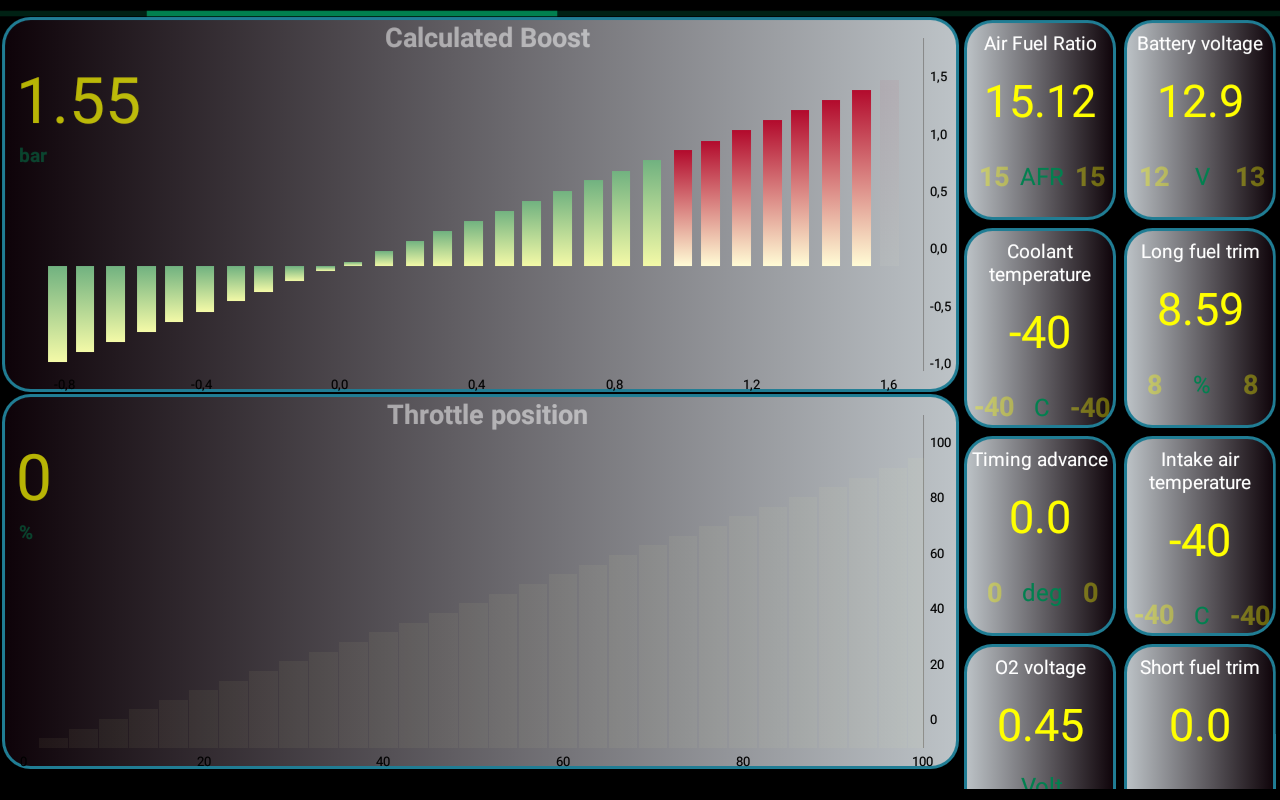 Calculated Boost
1.55
bar
1,5
1,0
0,5
0,0
-0,5
-1,0
-0,8 -0,4 0,0 0,4 0,8 1,2 1,6
Throttle position
0
%
100
80
60
40
20
0
20 40 60 80 100
Air Fuel Ratio
15.12
15 AFR 15
Battery voltage
12.9
12 V 13
Coolant
temperature
-40
-40 C -40
Long fuel trim
8.59
8 % 8
Timing advance
0.0
0 deg 0
Intake air
temperature
-40
-40 C -40
O2 voltage
0.45
Volt
Short fuel trim
0.0